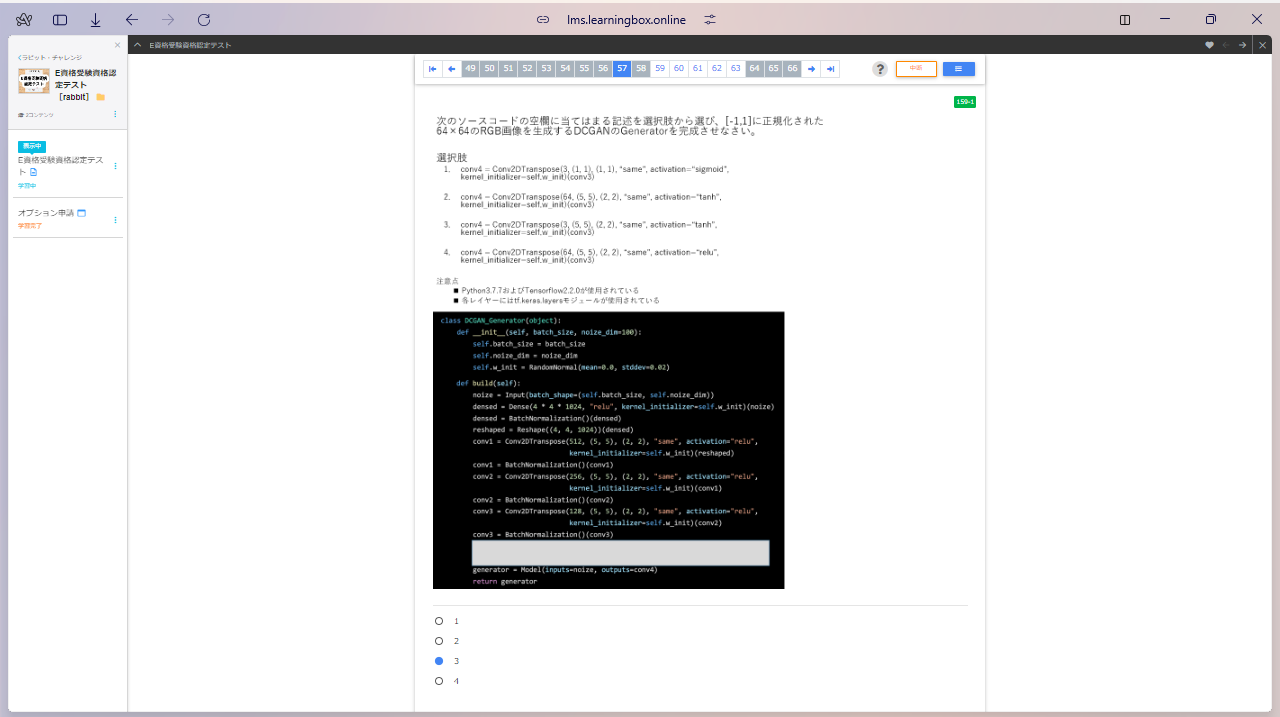 E資格受験資格認定テスト
くラビット・チャレンジ
E資格受験資格認定テスト
[rabbit]
表示中
E資格受験資格認定テスト
学習中
オプション申請
学習完了
49 50 51 52 53 54 55 56 57 58 59 60 61 62 63 64 65 66
?
中断
159-1
次のソースコードの空欄に当てはまる記述を選択肢から選び、[-1,1]に正規化された
64×64のRGB画像を生成するDCGANのGeneratorを完成させなさい。
選択肢
1. conv4 = Conv2DTranspose(3, (1, 1), (1, 1), "same", activation="sigmoid",
kernel_initializer=self.w_init)(conv3)
2. conv4 = Conv2DTranspose(64, (5, 5), (2, 2), "same", activation="tanh",
kernel_initializer=self.w_init)(conv3)
3. conv4 = Conv2DTranspose(3, (5, 5), (2, 2), "same", activation="tanh",
kernel_initializer=self.w_init)(conv3)
4. conv4 = Conv2DTranspose(64, (5, 5), (2, 2), "same", activation="relu",
kernel_initializer=self.w_init)(conv3)
注意点
■ Python3.7.7およびTensorflow2.2.0が使用されている
■ 各レイヤーにはtf.keras.layersモジュールが使用されている
class DCGAN_Generator(object):
def __init__(self, batch_size, noize_dim=100):
self.batch_size = batch_size
self.noize_dim = noize_dim
self.w_init = RandomNormal(mean=0.0, stddev=0.02)
def build(self):
noize = Input(batch_shape=(self.batch_size, self.noize_dim))
densed = Dense(4 * 4 * 1024, "relu", kernel_initializer=self.w_init)(noize)
densed = BatchNormalization()(densed)
reshaped = Reshape((4, 4, 1024))(densed)
conv1 = Conv2DTranspose(512, (5, 5), (2, 2), "same", activation="relu",
kernel_initializer=self.w_init)(reshaped)
conv1 = BatchNormalization()(conv1)
conv2 = Conv2DTranspose(256, (5, 5), (2, 2), "same", activation="relu",
kernel_initializer=self.w_init)(conv1)
conv2 = BatchNormalization()(conv2)
conv3 = Conv2DTranspose(128, (5, 5), (2, 2), "same", activation="relu",
kernel_initializer=self.w_init)(conv2)
conv3 = BatchNormalization()(conv3)
generator = Model(inputs=noize, outputs=conv4)
return generator
1
2
3
4